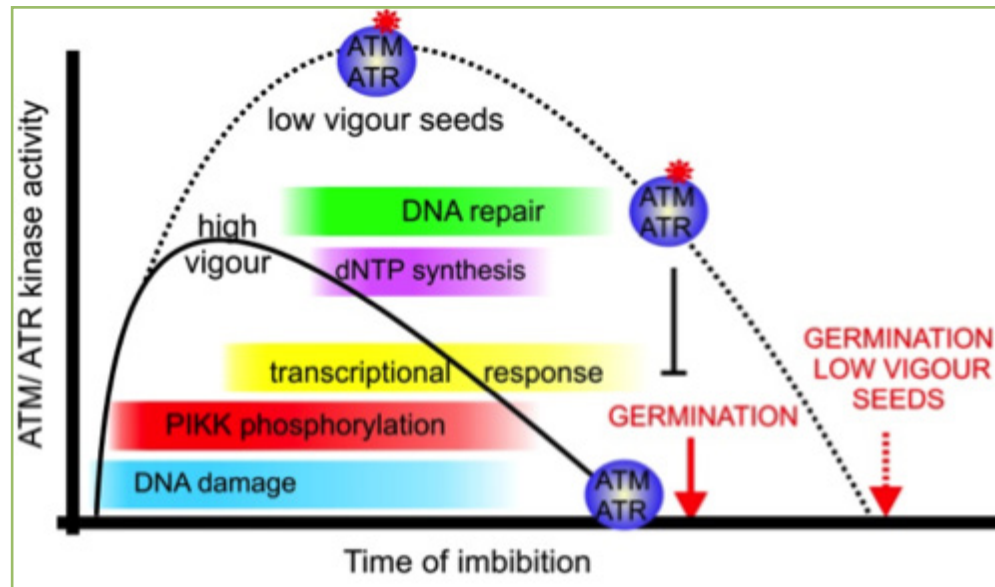 ATM/ ATR kinase activity
ATM
ATR
low vigour seeds
high
vigour
DNA repair
dNTP synthesis
ATM
ATR
transcriptional response
PIKK phosphorylation
DNA damage
GERMINATION
GERMINATION
LOW VIGOUR
SEEDS
ATM
ATR
Time of imbibition